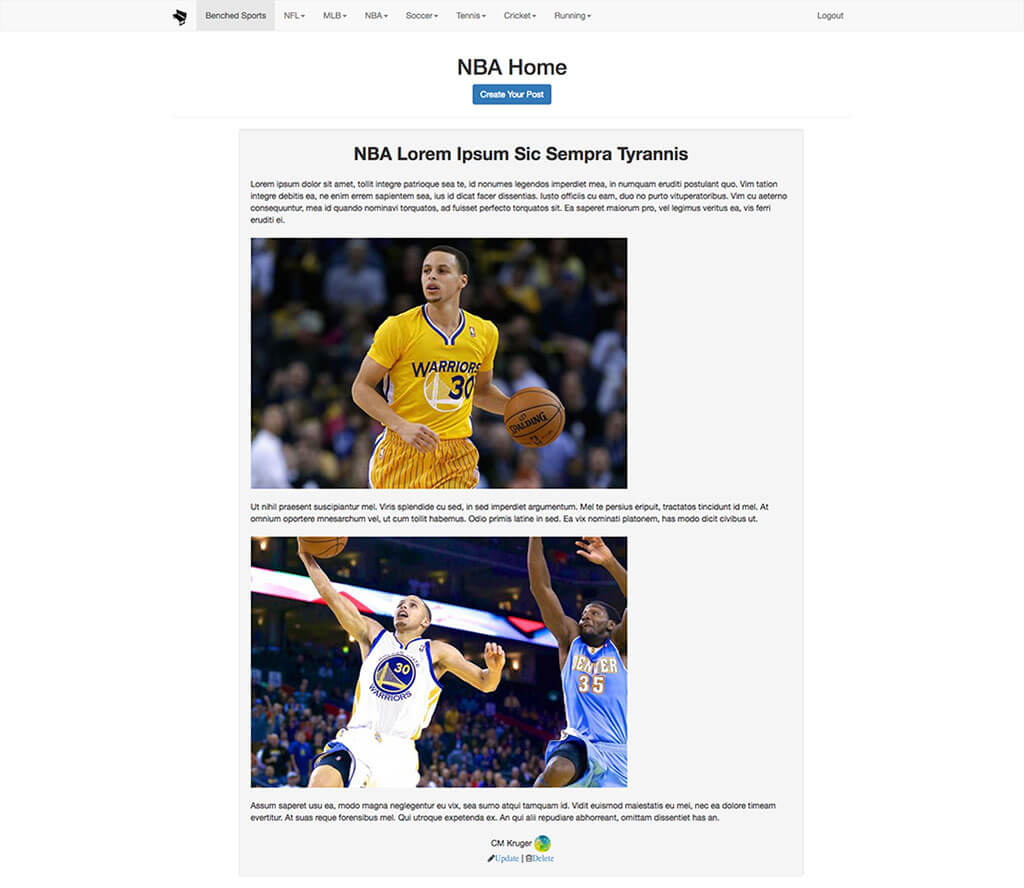 Benched Sports NFL MLB NBA Soccer Tennis Cricket Running Logout
NBA Home
Create Your Post
NBA Lorem Ipsum Sic Sempra Tyrannis
Lorem ipsum dolor sit amet, tollit integre patrioque sea te, id nonumes legendos imperdiet mea, in numquam eruditi postulant quo. Vim tation
integre debitis ea, ne enim errem sapientem sea, ius id dicat facer dissentias. Iusto officiis cu eam, duo no purto vituperatoribus. Vim cu aeterno
consequuntur, mea id quando nominavi torquatos, ad fuisset perfecto torquatos sit. Ea saperet maiorum pro, vel legimus veritus ea, vis ferri
eruditi ei.
WARRIORS
30
SPALDING
Ut nihil praesent suscipiantur mel. Viris splendide cu sed, in sed imperdiet argumentum. Mel te persius eripuit, tractatos tincidunt id mel. At
omnium oportere mnesarchum vel, ut cum tollit habemus. Odio primis latine in sed. Ea vix nominati platonem, has modo dicit civibus ut.
30
WARRIORS
DENVER
35
Assum saperet usu ea, modo magna neglegentur eu vix, sea sumo atqui tamquam id. Vidit euismod maiestatis eu mei, nec ea dolore timeam
evertitur. At suas reque forensibus mel. Qui utroque expetenda ex. An qui alii repudiare abhorreant, omittam dissentiet has an.
CM Kruger
Update | Delete